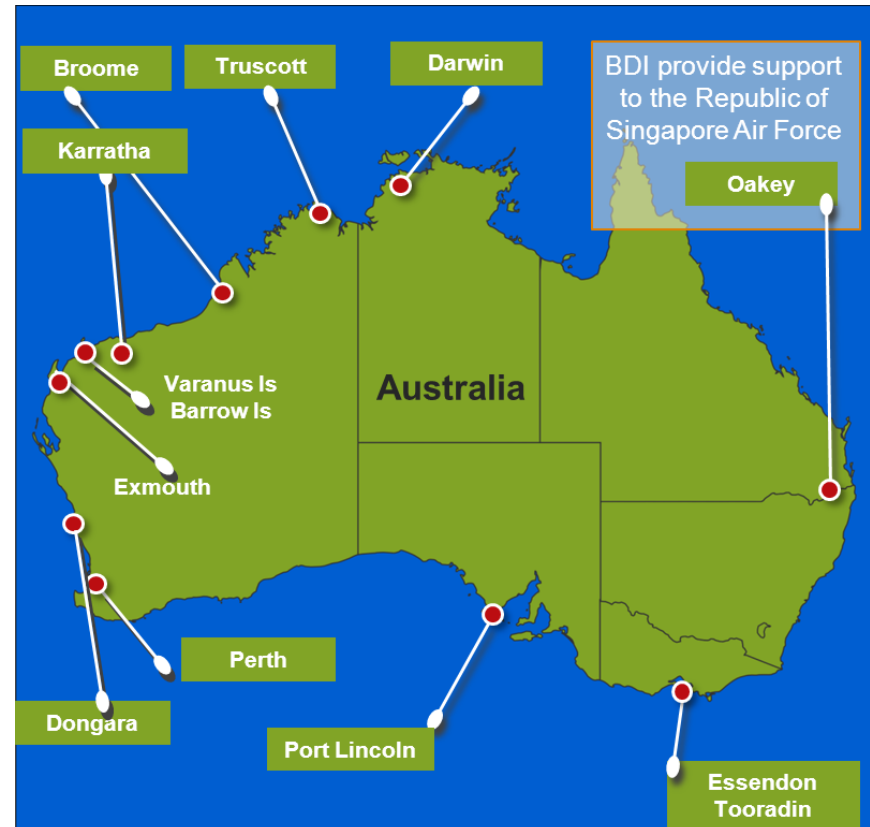 Broome
Truscott
Darwin
BDI provide support
to the Republic of
Singapore Air Force
Karratha
Oakey
Varanus Is
Barrow Is
Australia
Exmouth
Perth
Dongara
Port Lincoln
Essendon
Tooradin